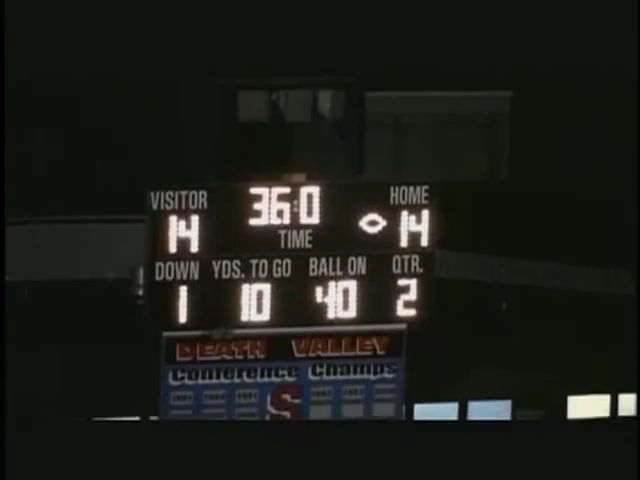 VISITOR 36:0 HOME
14 TIME 14
DOWN YDS. TO GO BALL ON QTR.
1 10 40 2
DEATH VALLEY
Conference Champs
S